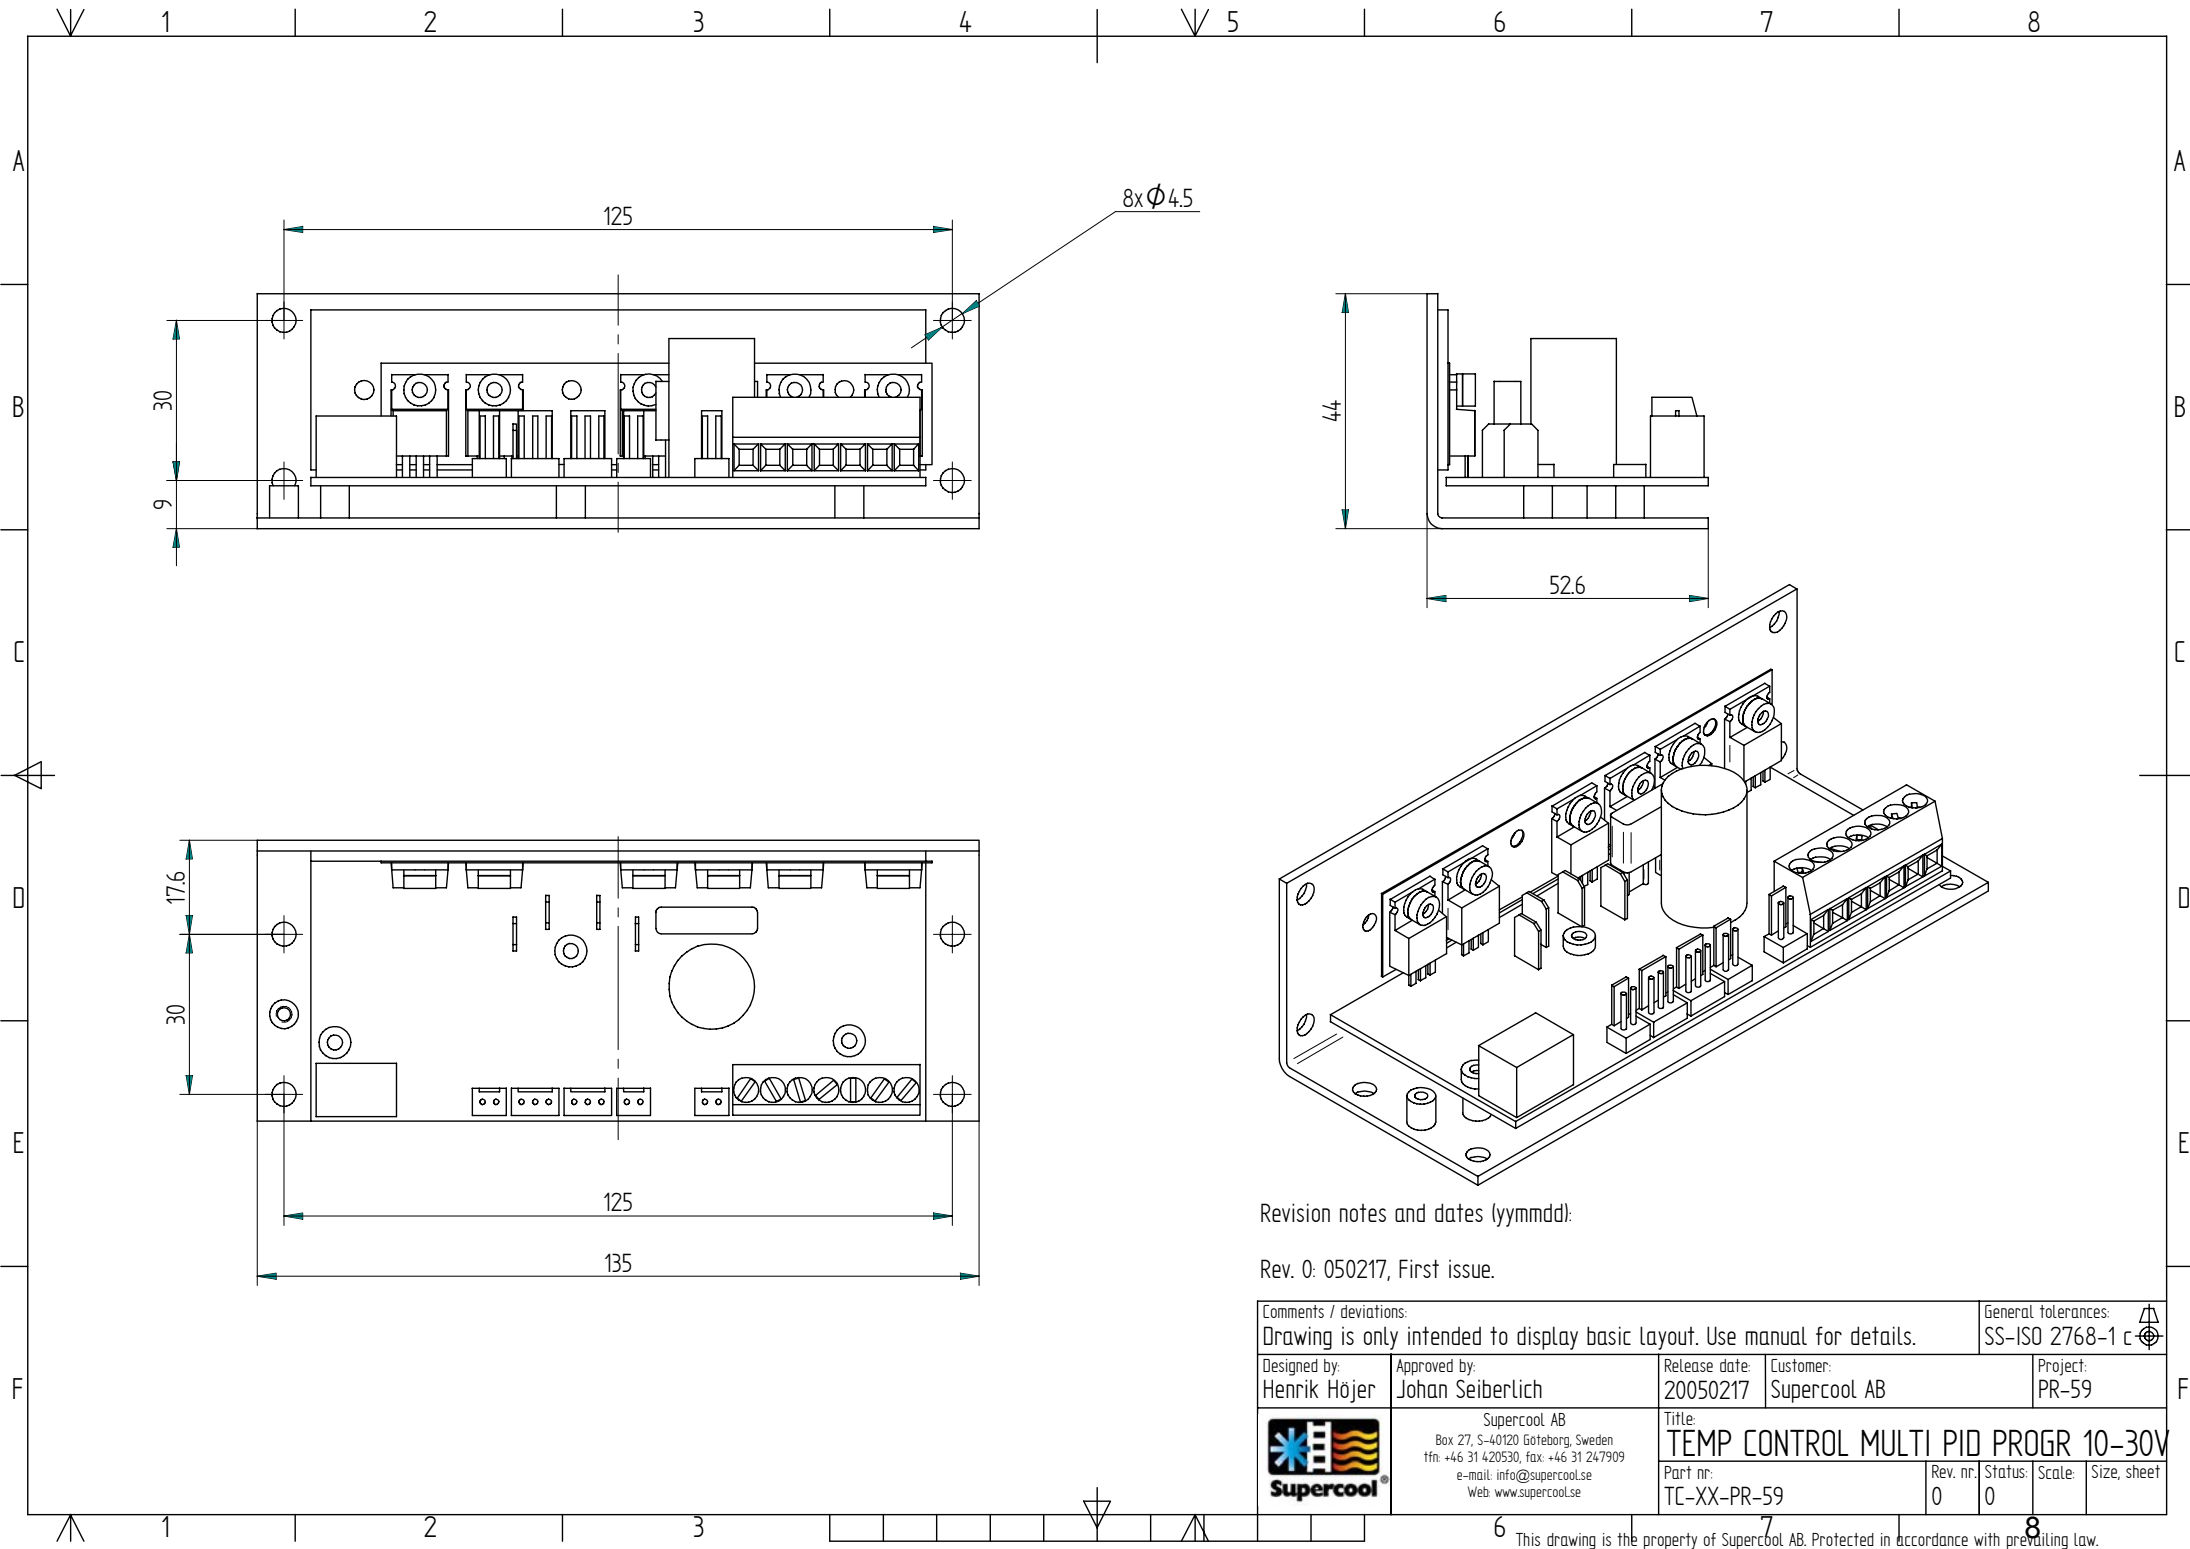 1 2 3 4 5 6 7 8
A A
125
8xΦ4.5
30
9
B B
44
52.6
C C
17.6
30
D D
E E
125
135
Revision notes and dates (yymmdd):
Rev. 0: 050217, First issue.
Comments / deviations:
Drawing is only intended to display basic layout. Use manual for details.
General tolerances:
SS-ISO 2768-1 c
Designed by:
Henrik Höjer
Approved by:
Johan Seiberlich
Release date:
20050217
Customer:
Supercool AB
Project:
PR-59
F F
Supercool®
Supercool AB
Box 27, S-40120 Göteborg, Sweden
tfn: +46 31 420530, fax: +46 31 247909
e-mail: info@supercool.se
Web: www.supercool.se
Title:
TEMP CONTROL MULTI PID PROGR 10-30V
Part nr:
TC-XX-PR-59
Rev. nr.
0
Status:
0
Scale:
Size, sheet
1 2 3 6 7 8
This drawing is the property of Supercool AB. Protected in accordance with prevailing law.